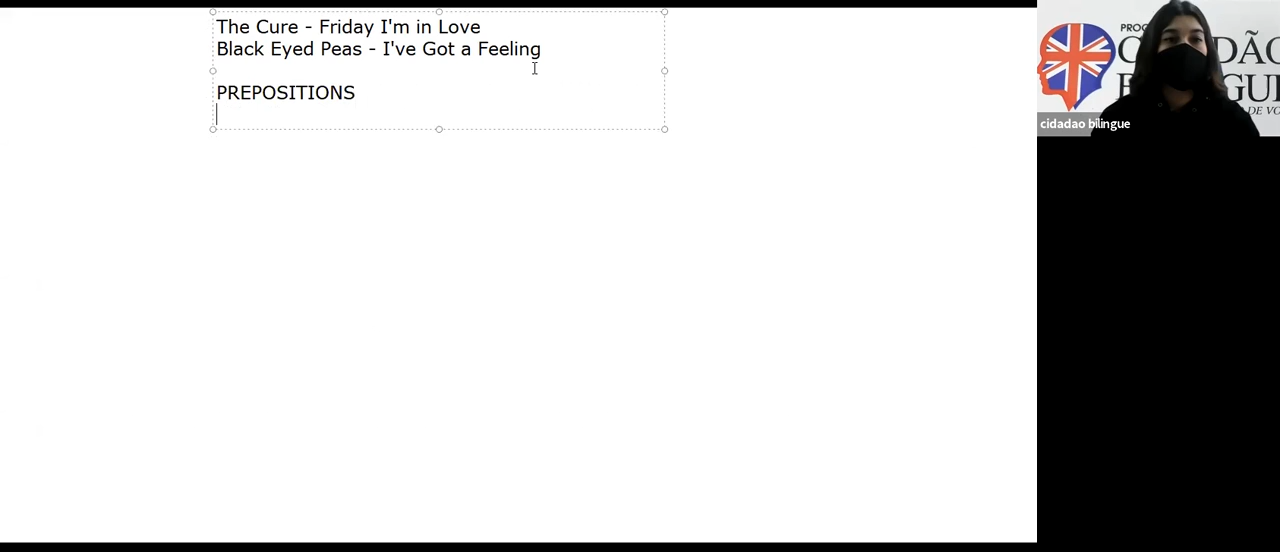 The Cure - Friday I'm in Love
Black Eyed Peas - I've Got a Feeling
PREPOSITIONS
cidadao bilingue